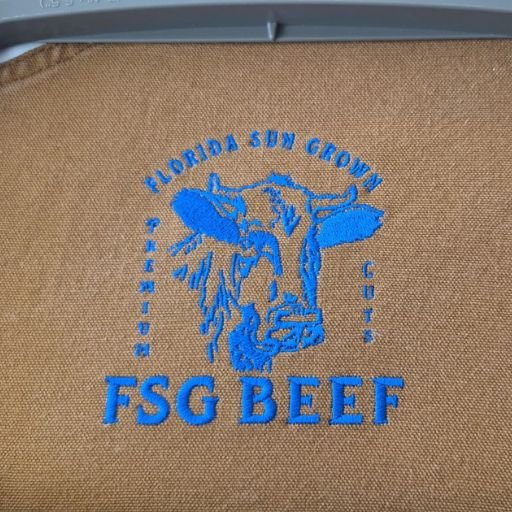 FLORIDA SUN GROWN
PREMIUM
CUTS
FSG BEEF